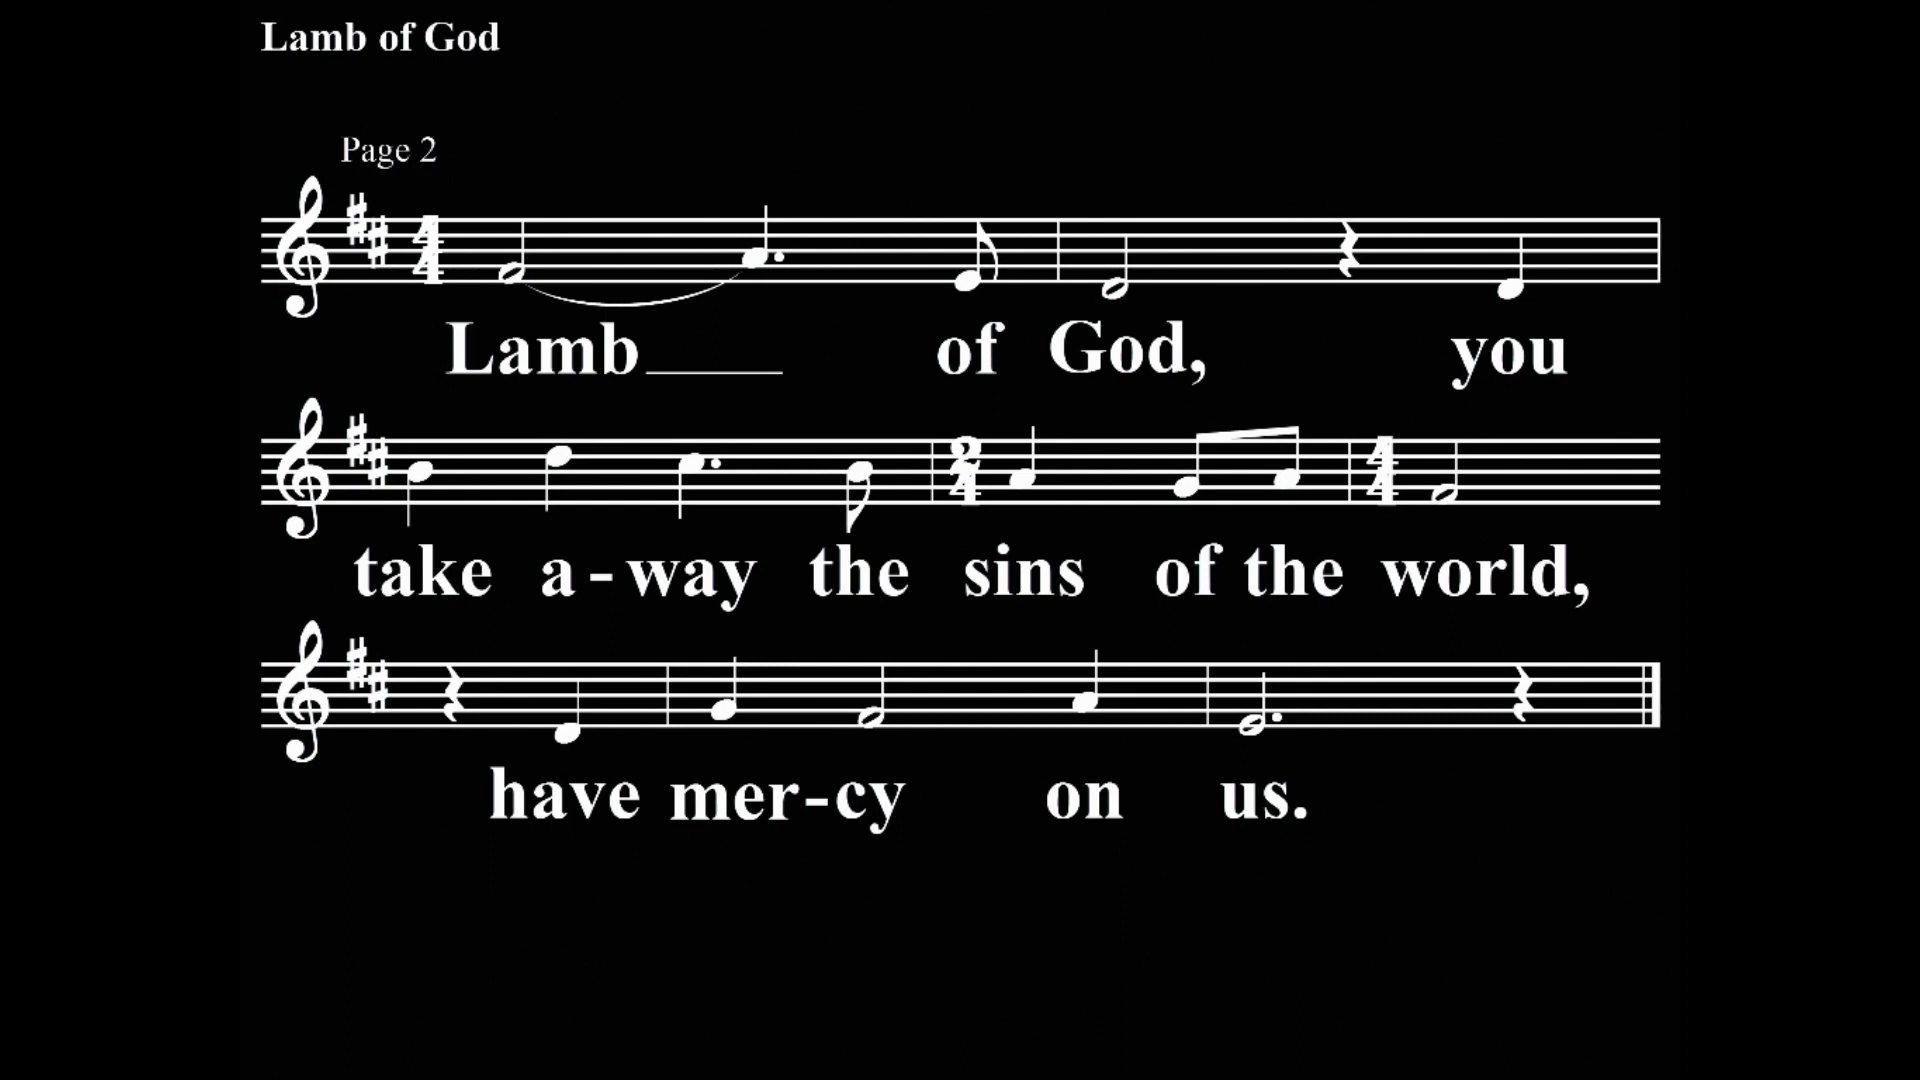 Lamb of God
Page 2
Lamb____ of God, you
take a-way the sins of the world,
have mer-cy on us.